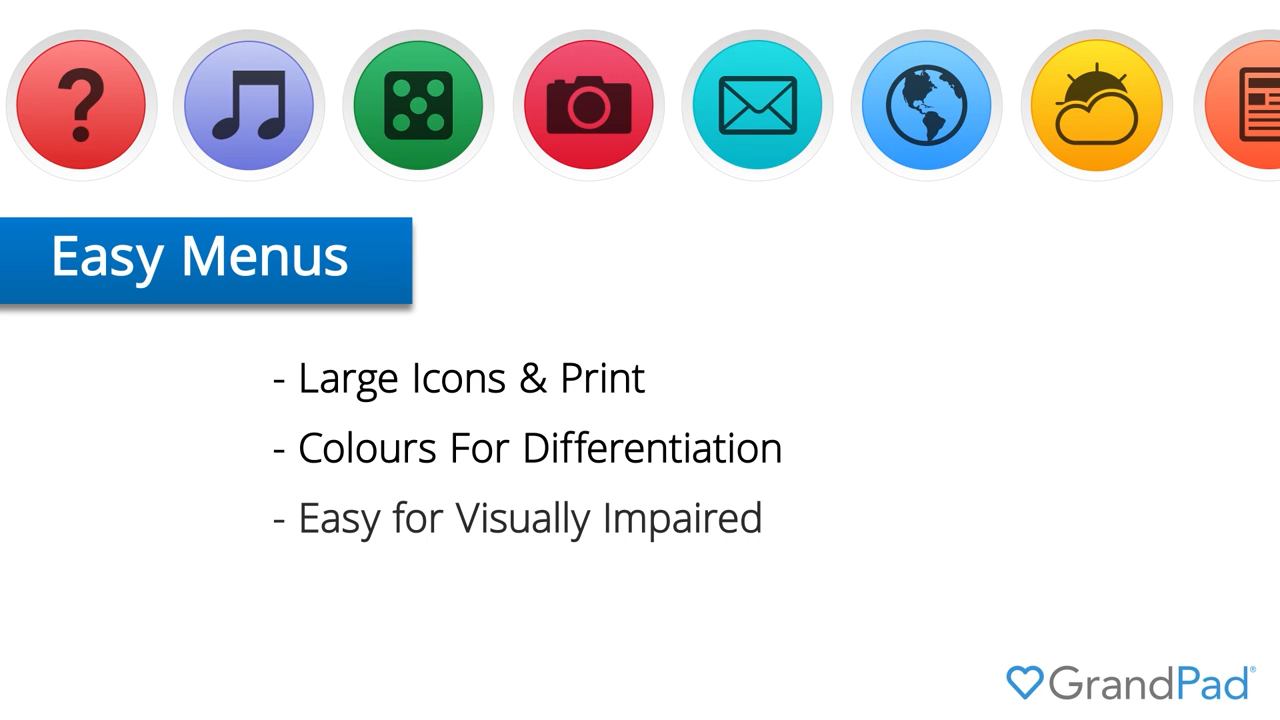 ?
Easy Menus
- Large Icons & Print
- Colours For Differentiation
- Easy for Visually Impaired
GrandPad®